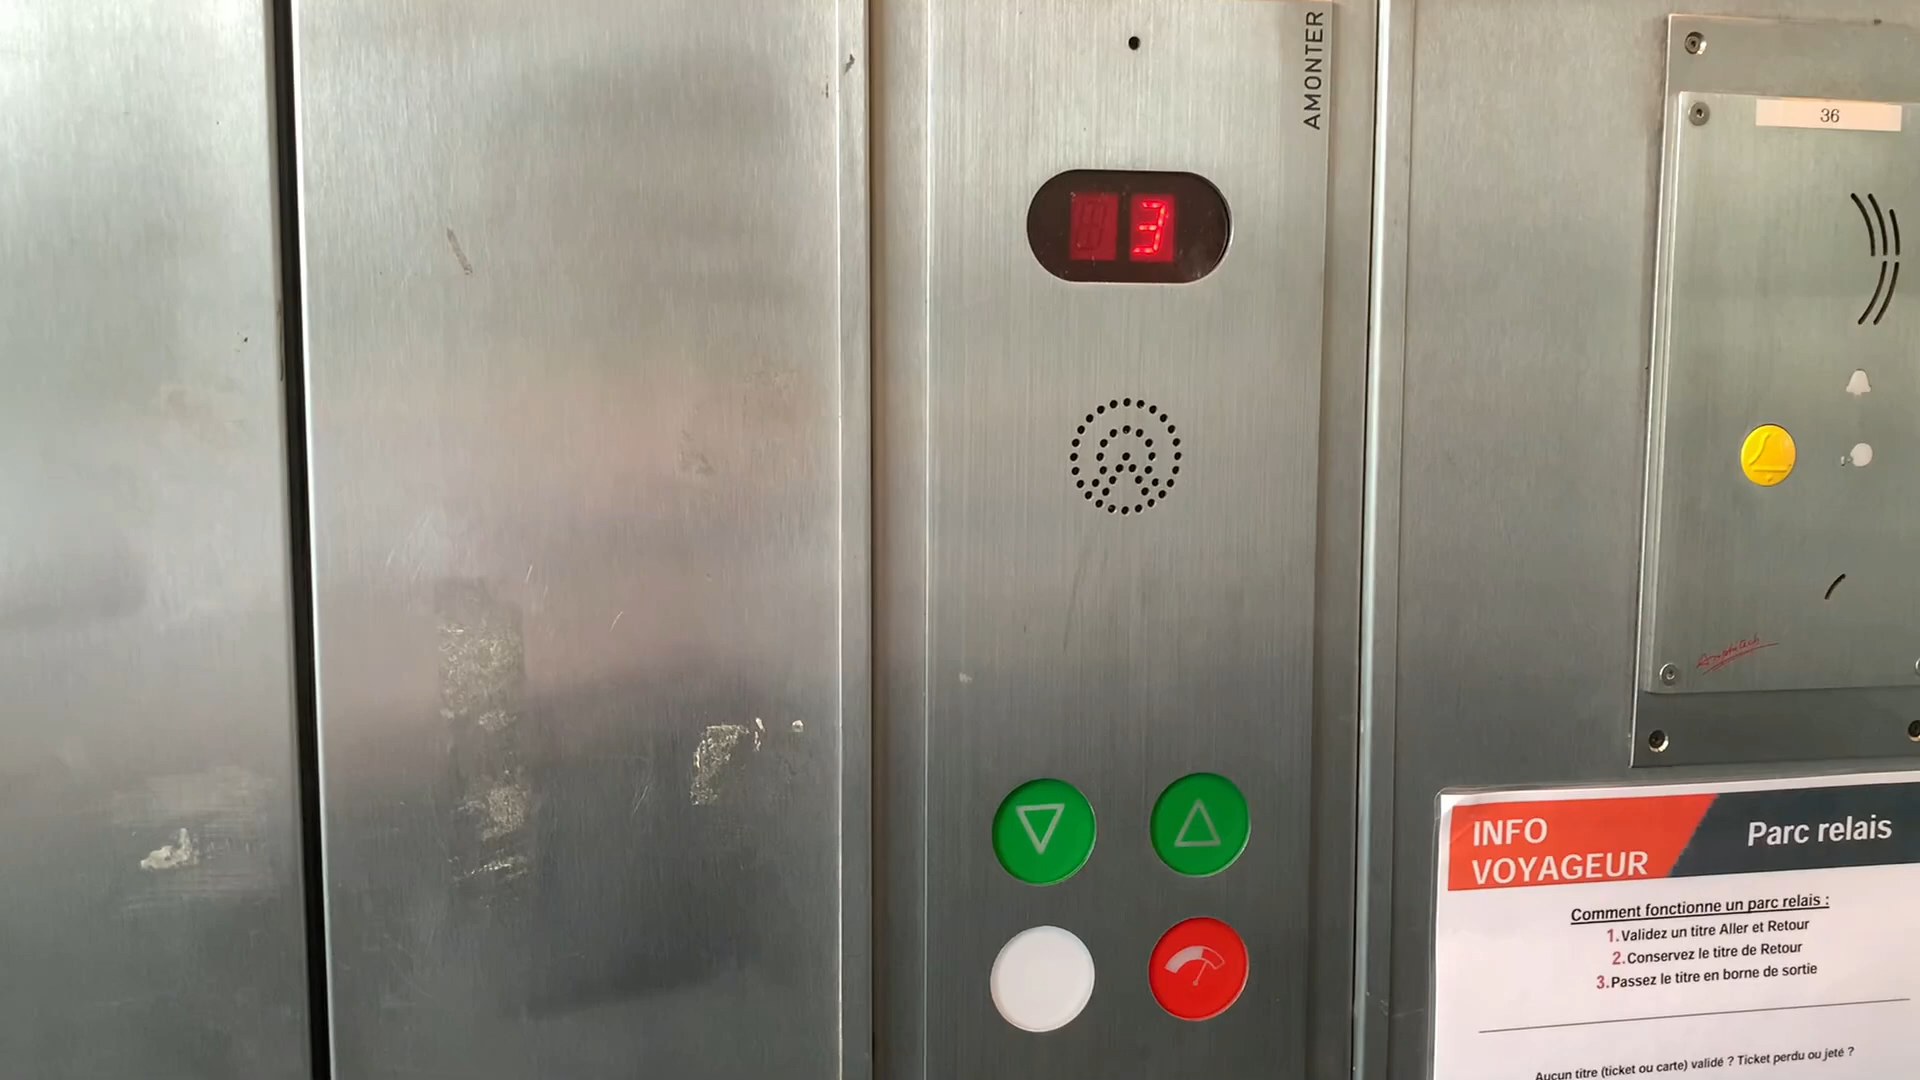 AMONTER
3
36
Amphitech
INFO
VOYAGEUR
Parc relais
Comment fonctionne un parc relais :
1.Validez un titre Aller et Retour
2.Conservez le titre de Retour
3.Passez le titre en borne de sortie
Aucun titre (ticket ou carte) validé ? Ticket perdu ou jeté ?